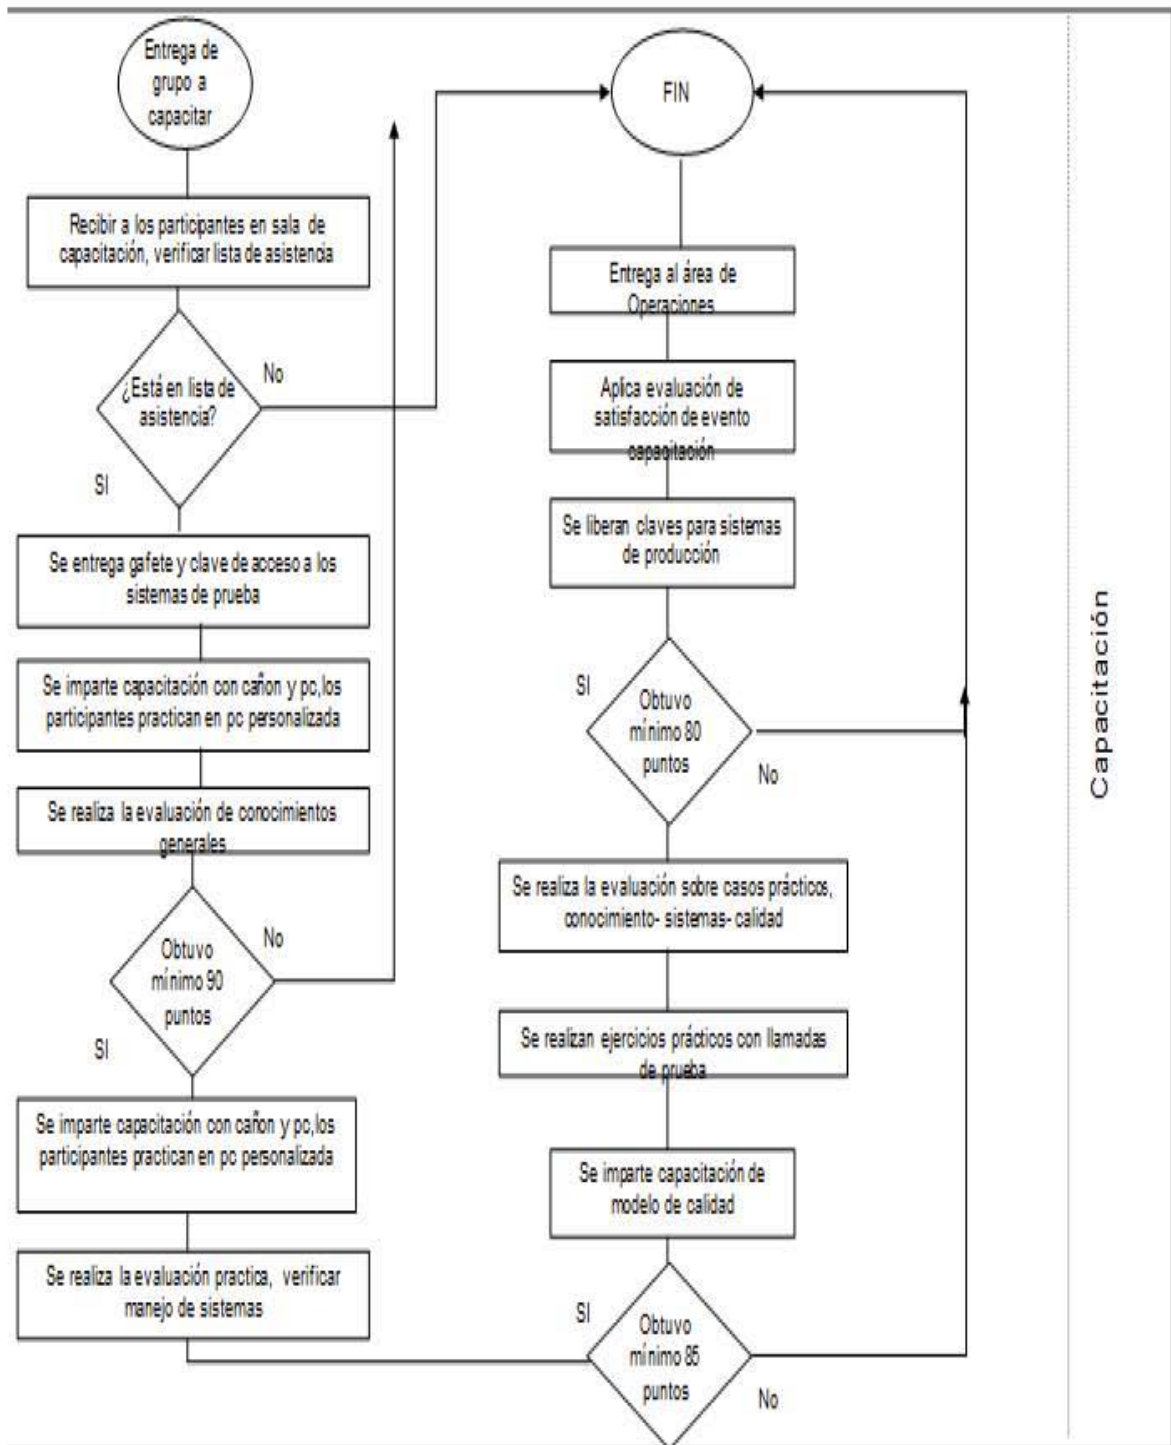 Entrega de
grupo a
capacitar
Recibir a los participantes en sala de
capacitación, verificar lista de asistencia
¿Está en lista de
asistencia?
No
SI
Se entrega gafete y clave de acceso a los
sistemas de prueba
Se imparte capacitación con cañon y pc,los
participantes practican en pc personalizada
Se realiza la evaluación de conocimientos
generales
Obtuvo
mínimo 90
puntos
No
SI
Se imparte capacitación con cañon y pc,los
participantes practican en pc personalizada
Se realiza la evaluación practica, verificar
manejo de sistemas
FIN
Entrega al área de
Operaciones
Aplica evaluación de
satisfacción de evento
capacitación
Se liberan claves para sistemas
de producción
SI
Obtuvo
mínimo 80
puntos
No
Se realiza la evaluación sobre casos prácticos,
conocimiento- sistemas- calidad
Se realizan ejercicios prácticos con llamadas
de prueba
Se imparte capacitación de
modelo de calidad
SI
Obtuvo
mínimo 85
puntos
No
Capacitación